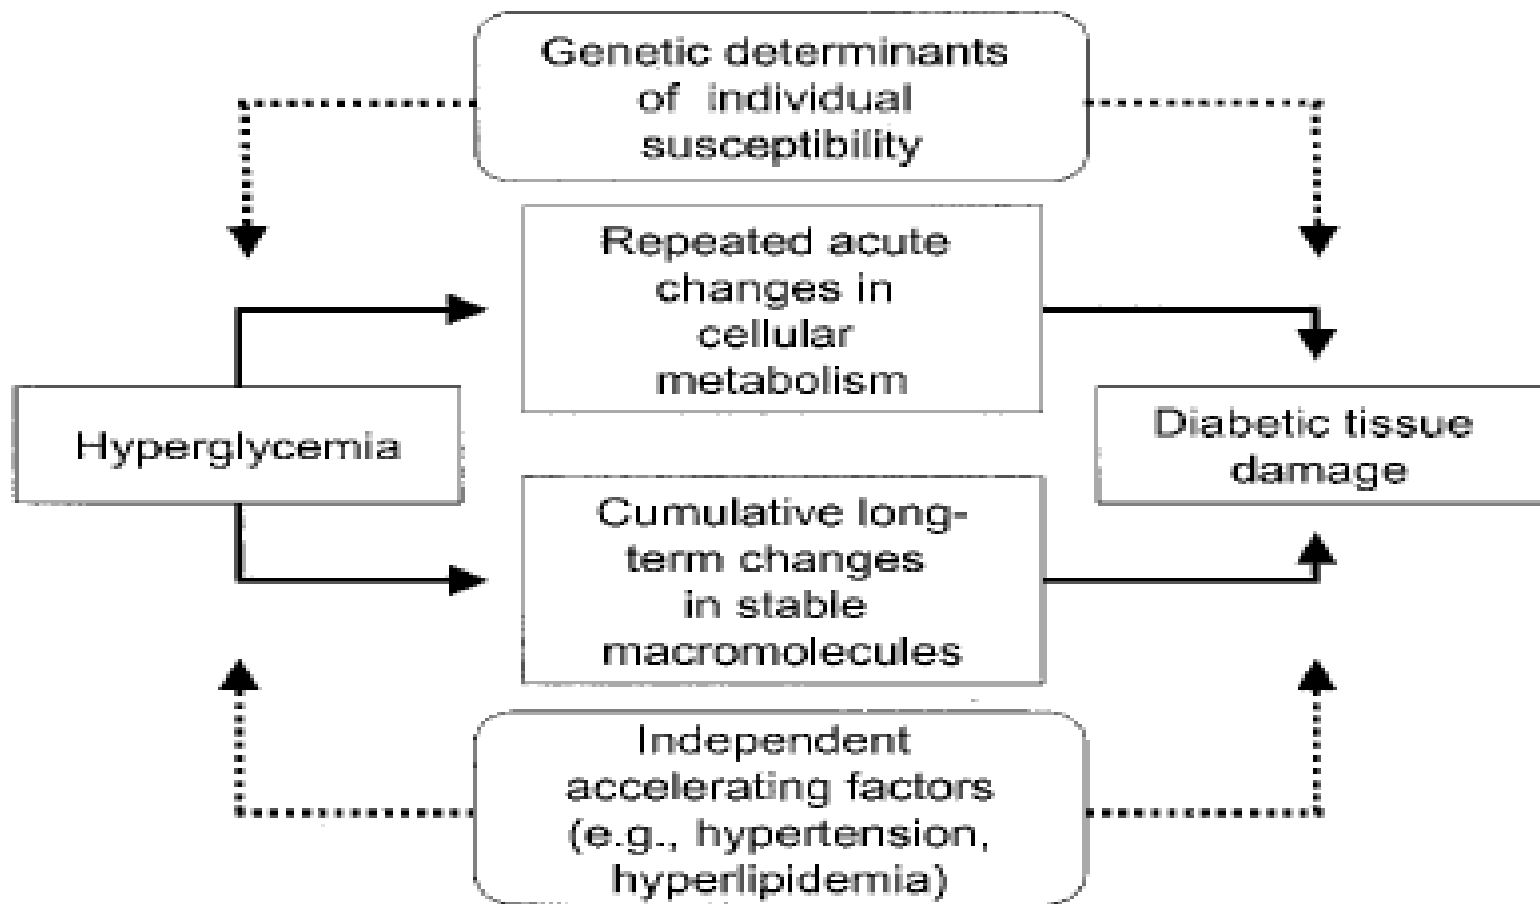 Genetic determinants
of individual
susceptibility
Repeated acute
changes in
cellular
metabolism
Hyperglycemia
Diabetic tissue
damage
Cumulative long-
term changes
in stable
macromolecules
Independent
accelerating factors
(e.g., hypertension,
hyperlipidemia)